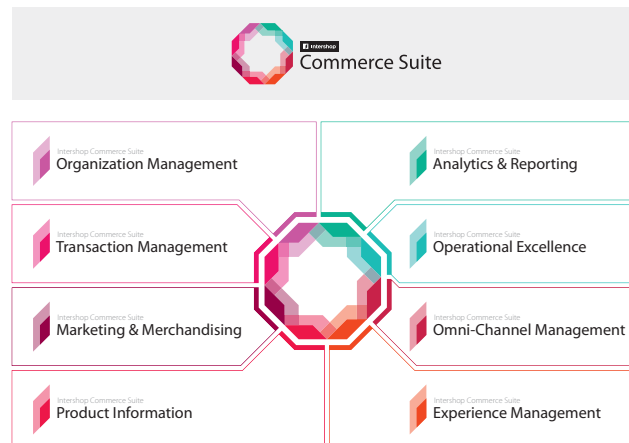 intershop
Commerce Suite
Intershop Commerce Suite
Organization Management
Intershop Commerce Suite
Analytics & Reporting
Intershop Commerce Suite
Transaction Management
Intershop Commerce Suite
Operational Excellence
Intershop Commerce Suite
Marketing & Merchandising
Intershop Commerce Suite
Omni-Channel Management
Intershop Commerce Suite
Product Information
Intershop Commerce Suite
Experience Management